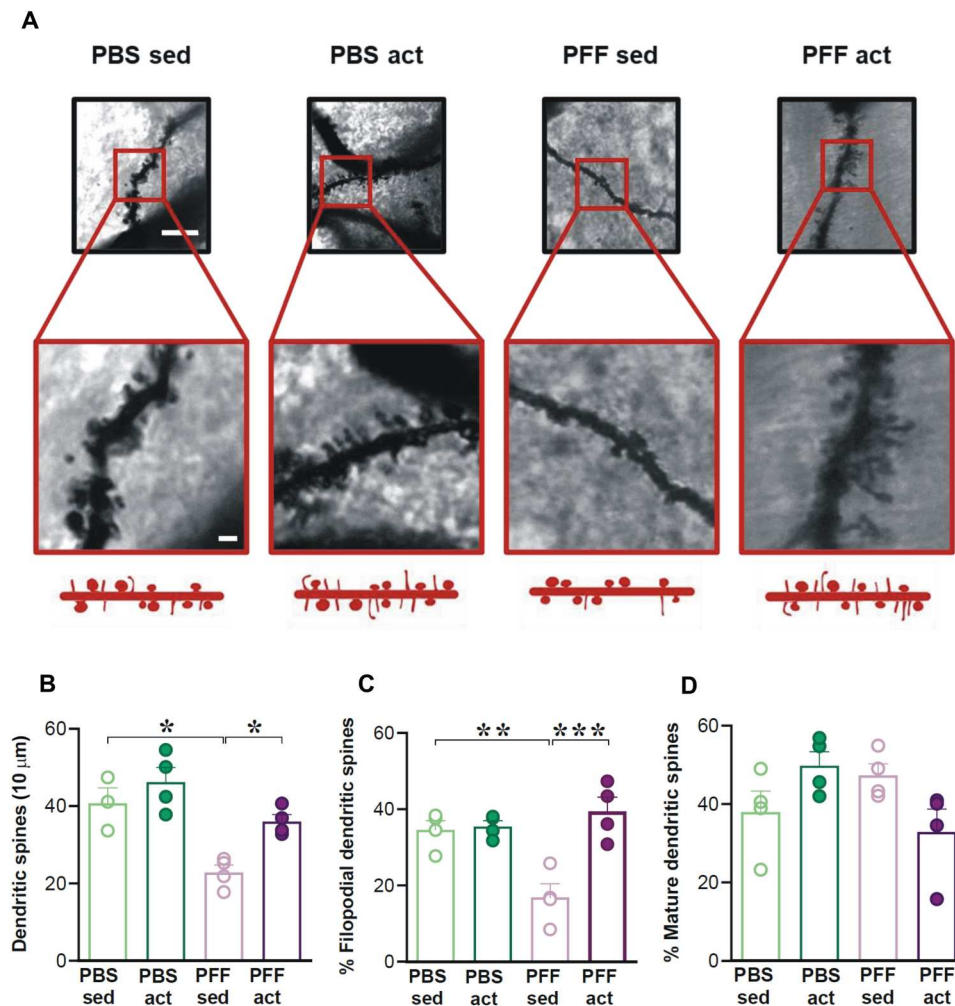 A
PBS sed PBS act PFF sed PFF act
B
Dendritic spines (10 μm)
60
40
20
0
* *
PBS sed PBS act PFF sed PFF act
C
% Filopodial dendritic spines
60
40
20
0
** ***
PBS sed PBS act PFF sed PFF act
D
% Mature dendritic spines
60
40
20
0
PBS sed PBS act PFF sed PFF act